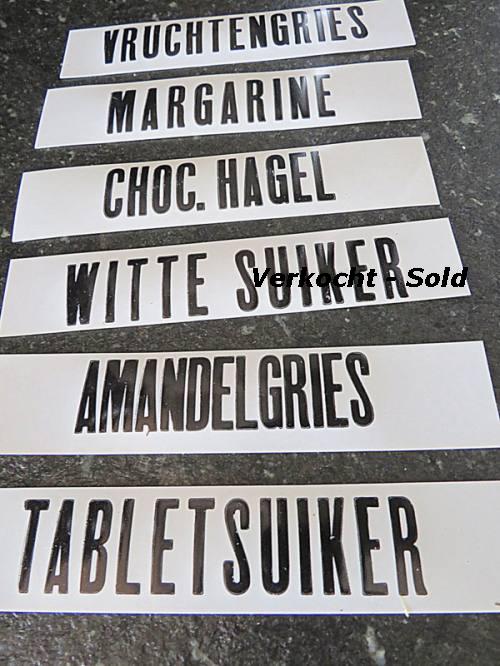 VRUCHTENGRIES
MARGARINE
CHOC. HAGEL
WITTE SUIKER
Verkocht - Sold
AMANDELGRIES
TABLETSUIKER